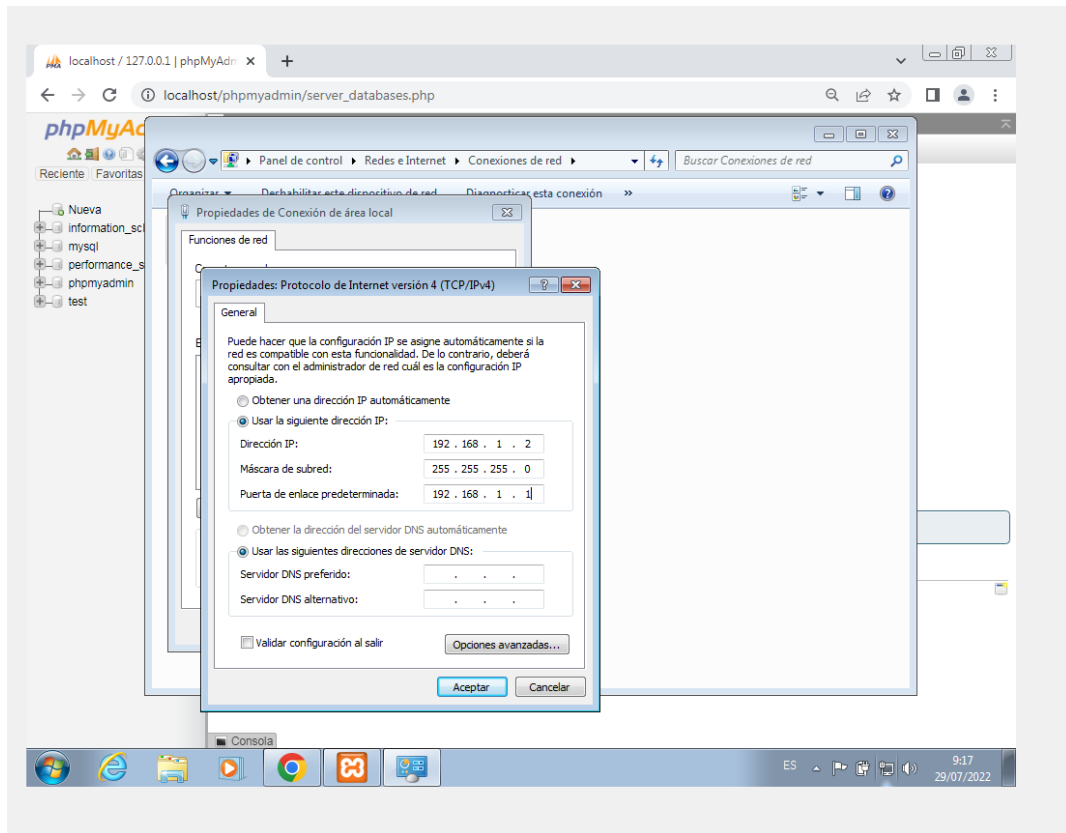 localhost / 127.0.0.1 | phpMyAdn
localhost/phpmyadmin/server_databases.php
phpMyAd
Reciente Favoritas
Nueva
information_scl
mysql
performance_s
phpmyadmin
test
Panel de control Redes e Internet Conexiones de red
Buscar Conexiones de red
Organizar Deshabilitar este dispositivo de red Diagnosticar esta conexión »
Propiedades de Conexión de área local
Funciones de red
Propiedades: Protocolo de Internet versión 4 (TCP/IPv4)
General
Puede hacer que la configuración IP se asigne automáticamente si la
red es compatible con esta funcionalidad. De lo contrario, deberá
consultar con el administrador de red cuál es la configuración IP
apropiada.
Obtener una dirección IP automáticamente
Usar la siguiente dirección IP:
Dirección IP: 192 . 168 . 1 . 2
Máscara de subred: 255 . 255 . 255 . 0
Puerta de enlace predeterminada: 192 . 168 . 1 . 1
Obtener la dirección del servidor DNS automáticamente
Usar las siguientes direcciones de servidor DNS:
Servidor DNS preferido: . . .
Servidor DNS alternativo: . . .
Validar configuración al salir
Opciones avanzadas...
Aceptar Cancelar
Consola
ES
9:17
29/07/2022